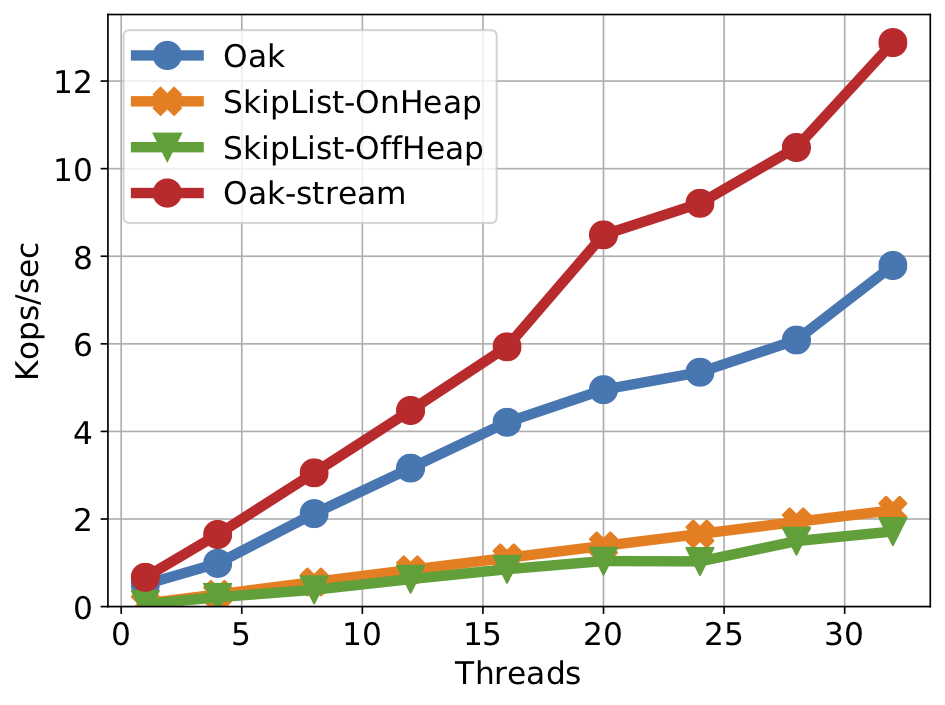 Oak
SkipList-OnHeap
SkipList-OffHeap
Oak-stream
Kops/sec
12
10
8
6
4
2
0
0 5 10 15 20 25 30
Threads